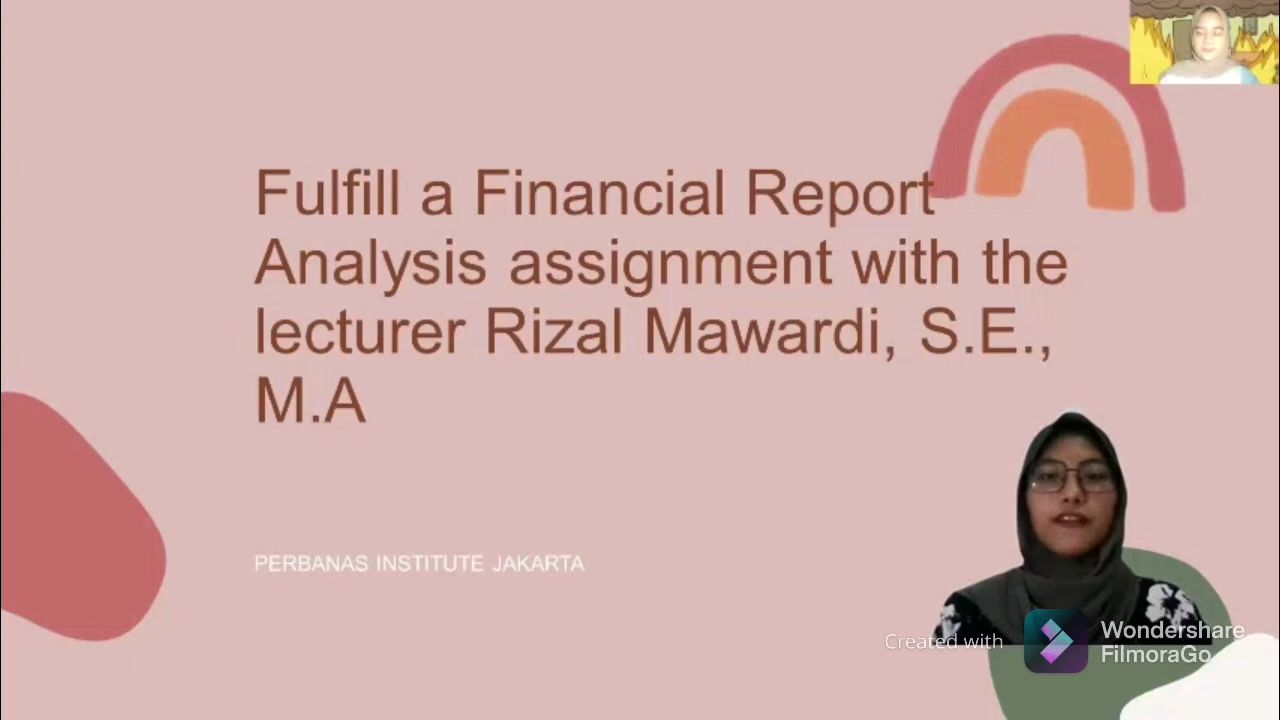 Fulfill a Financial Report
Analysis assignment with the
lecturer Rizal Mawardi, S.E.,
M.A
PERBANAS INSTITUTE JAKARTA
Created with
Wondershare
FilmoraGo